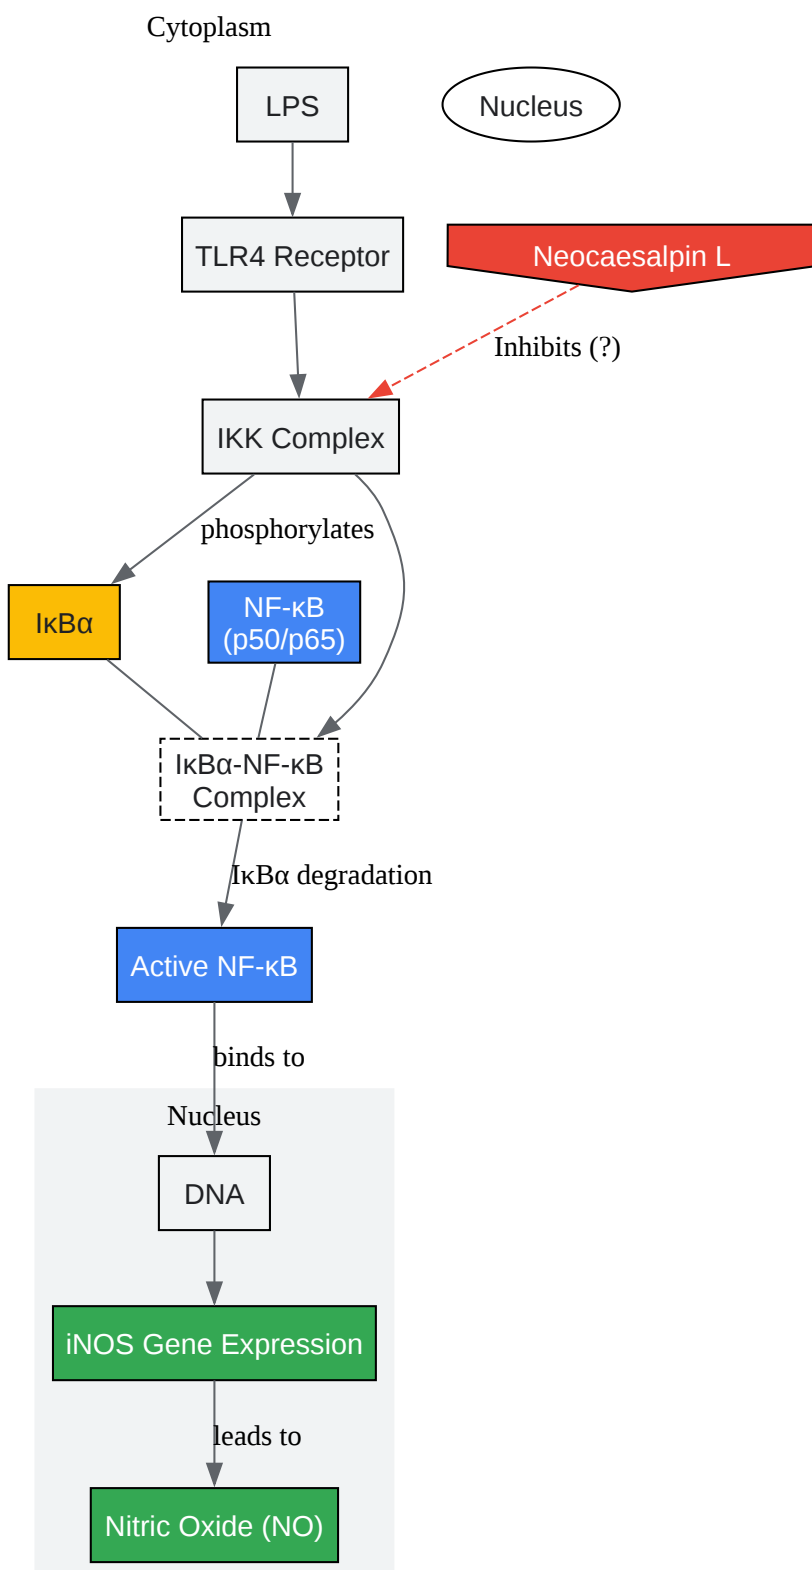 Cytoplasm
LPS
Nucleus
TLR4 Receptor
Neocaesalpin L
Inhibits (?)
IKK Complex
phosphorylates
IκBα
NF-κB
(p50/p65)
IκBα-NF-κB
Complex
IκBα degradation
Active NF-κB
binds to
Nucleus
DNA
iNOS Gene Expression
leads to
Nitric Oxide (NO)